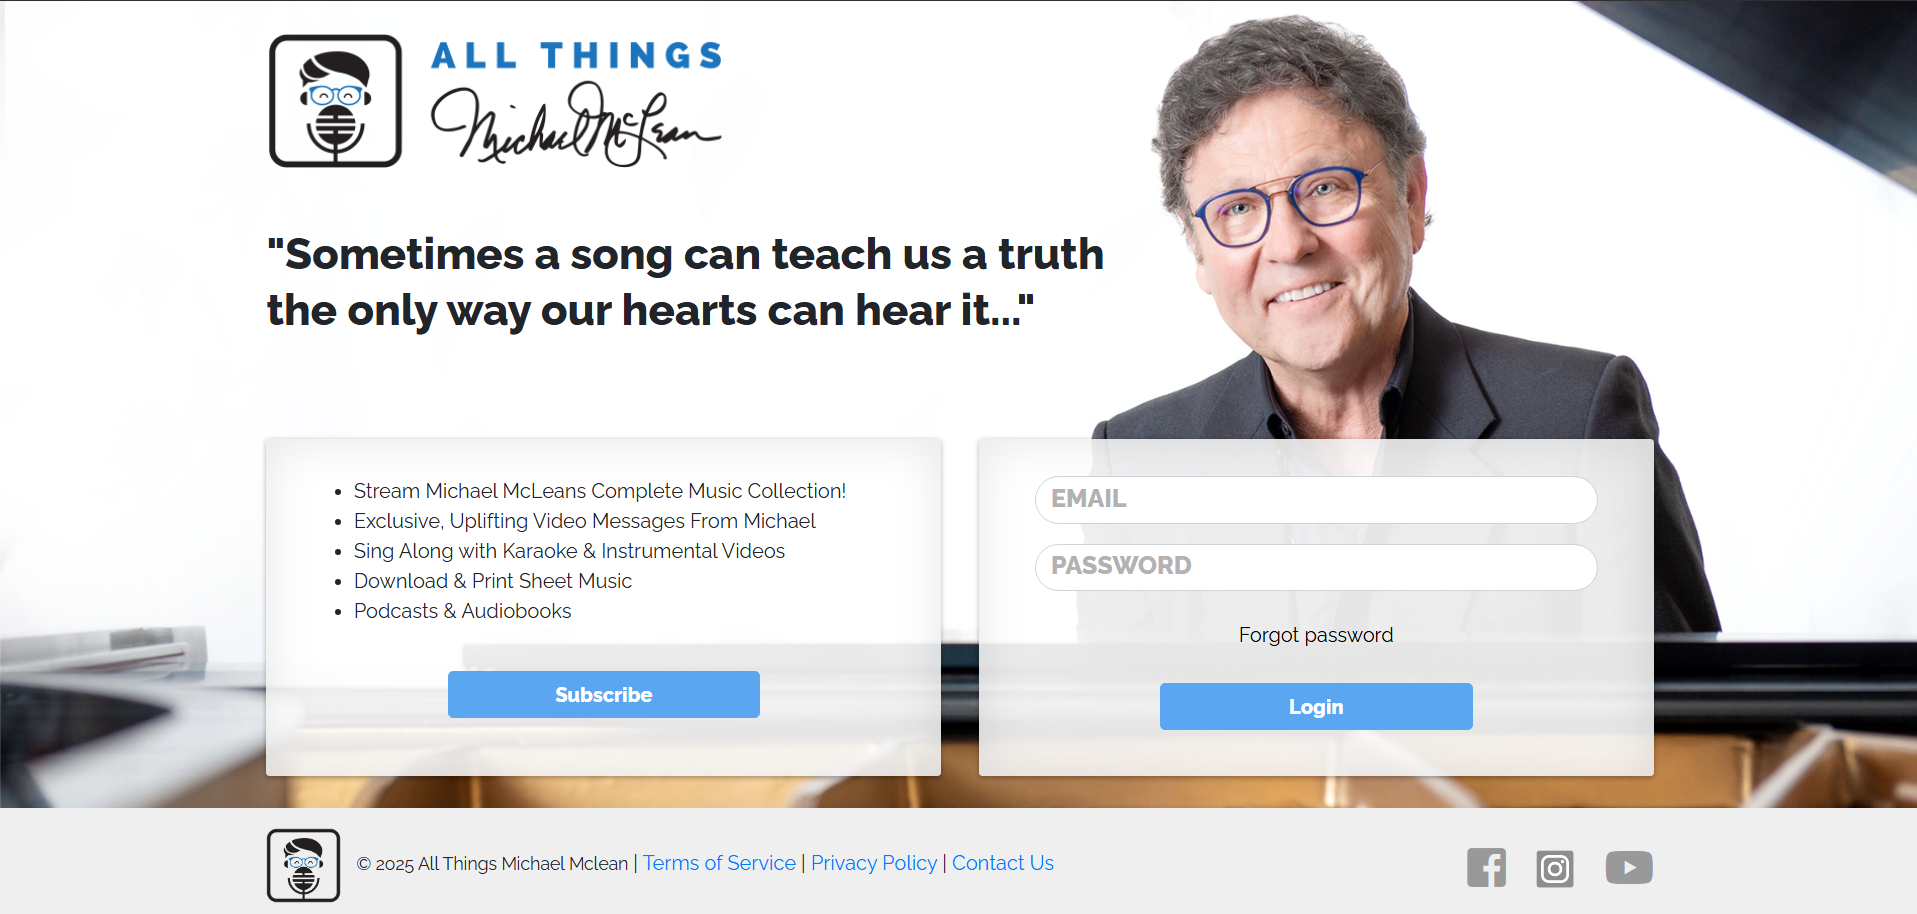 ALL THINGS
Michael McLean
"Sometimes a song can teach us a truth
the only way our hearts can hear it..."
Stream Michael McLeans Complete Music Collection!
Exclusive, Uplifting Video Messages From Michael
Sing Along with Karaoke & Instrumental Videos
Download & Print Sheet Music
Podcasts & Audiobooks
Subscribe
EMAIL
PASSWORD
Forgot password
Login
© 2025 All Things Michael Mclean | Terms of Service | Privacy Policy | Contact Us